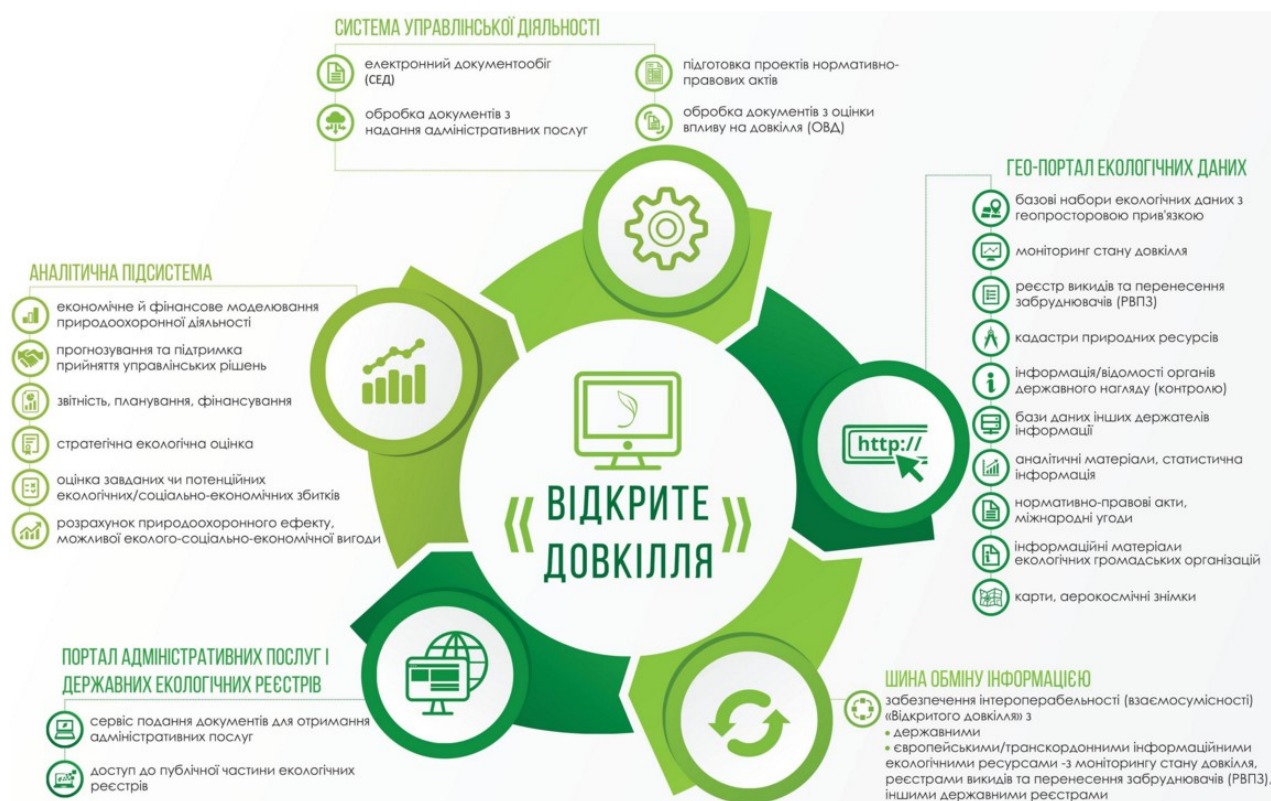 СИСТЕМА УПРАВЛІНСЬКОЇ ДІЯЛЬНОСТІ
електронний документообіг
(СЕД)
обробка документів з
надання адміністративних послуг
підготовка проектів нормативно-
правових актів
обробка документів з оцінки
впливу на довкілля (ОВД)
ГЕО-ПОРТАЛ ЕКОЛОГІЧНИХ ДАНИХ
базові набори екологічних даних з
геопросторовою прив'язкою
моніторинг стану довкілля
реєстр викидів та перенесення
забруднювачів (РВПЗ)
кадастри природних ресурсів
інформація/відомості органів
державного нагляду (контролю)
бази даних інших держателів
інформації
аналітичні матеріали, статистична
інформація
нормативно-правові акти,
міжнародні угоди
інформаційні матеріали
екологічних громадських організацій
карти, аерокосмічні знімки
АНАЛІТИЧНА ПІДСИСТЕМА
економічне й фінансове моделювання
природоохоронної діяльності
прогнозування та підтримка
прийняття управлінських рішень
звітність, планування, фінансування
стратегічна екологічна оцінка
оцінка завданих чи потенційних
екологічних/соціально-економічних збитків
розрахунок природоохоронного ефекту,
можливої еколого-соціально-економічної вигоди
http://
« ВІДКРИТЕ
ДОВКІЛЛЯ »
ПОРТАЛ АДМІНІСТРАТИВНИХ ПОСЛУГ І
ДЕРЖАВНИХ ЕКОЛОГІЧНИХ РЕЄСТРІВ
сервіс подання документів для отримання
адміністративних послуг
доступ до публічної частини екологічних
реєстрів
ШИНА ОБМІНУ ІНФОРМАЦІЄЮ
забезпечення інтероперабельності (взаємосумісності)
«Відкритого довкілля» з
• державними
• європейськими/транскордонними інформаційними
екологічними ресурсами -з моніторингу стану довкілля,
реєстрами викидів та перенесення забруднювачів (РВПЗ),
іншими державними реєстрами